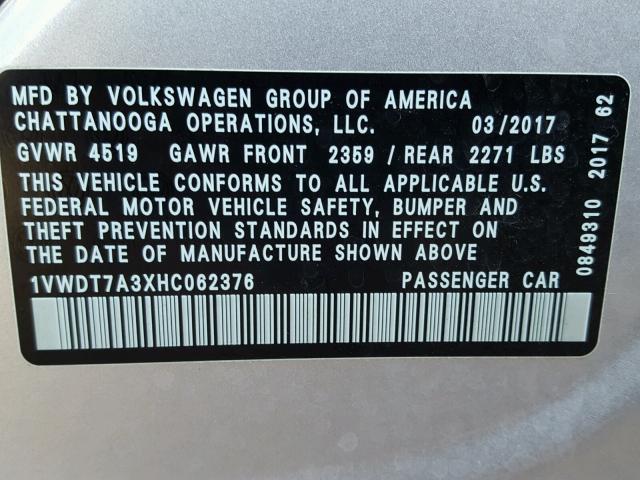 MFD BY VOLKSWAGEN GROUP OF AMERICA
CHATTANOOGA OPERATIONS, LLC. 03/2017
GVWR 4519 GAWR FRONT 2359 / REAR 2271 LBS
THIS VEHICLE CONFORMS TO ALL APPLICABLE U.S.
FEDERAL MOTOR VEHICLE SAFETY, BUMPER AND
THEFT PREVENTION STANDARDS IN EFFECT ON
THE DATE OF MANUFACTURE SHOWN ABOVE
1VWDT7A3XHC062376 PASSENGER CAR
0849310 2017 62